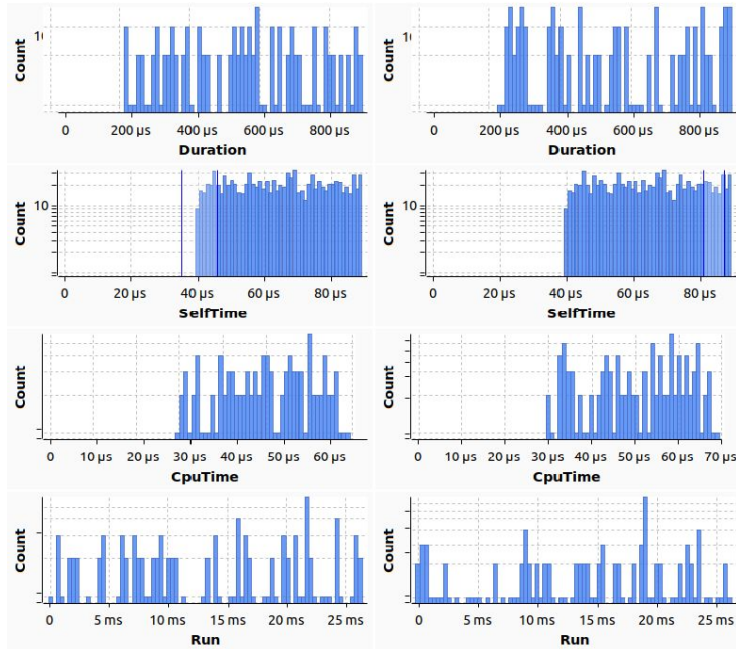 Count
10
10
0
200 µs
400 µs
600 µs
800 µs
0
200 µs
400 µs
600 µs
800 µs
Duration
Duration
Count
10
Count
10
0
20 µs
40 µs
60 µs
80 µs
0
20 µs
40 µs
60 µs
80 µs
SelfTime
SelfTime
Count
Count
0
10 µs
20 µs
30 µs
40 µs
50 µs
60 µs
0
10 µs
20 µs
30 µs
40 µs
50 µs
60 µs
70 µs
CpuTime
CpuTime
Count
Count
0
5 ms
10 ms
15 ms
20 ms
25 ms
0
5 ms
10 ms
15 ms
20 ms
25 ms
Run
Run